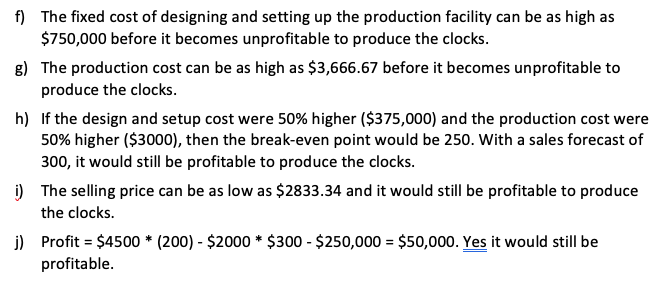 f) The fixed cost of designing and setting up the production facility can be as high as
$750,000 before it becomes unprofitable to produce the clocks.
g) The production cost can be as high as $3,666.67 before it becomes unprofitable to
produce the clocks.
h) If the design and setup cost were 50% higher ($375,000) and the production cost were
50% higher ($3000), then the break-even point would be 250. With a sales forecast of
300, it would still be profitable to produce the clocks.
i) The selling price can be as low as $2833.34 and it would still be profitable to produce
the clocks.
j) Profit = $4500 * (200) - $2000 * $300 - $250,000 = $50,000. Yes it would still be
profitable.